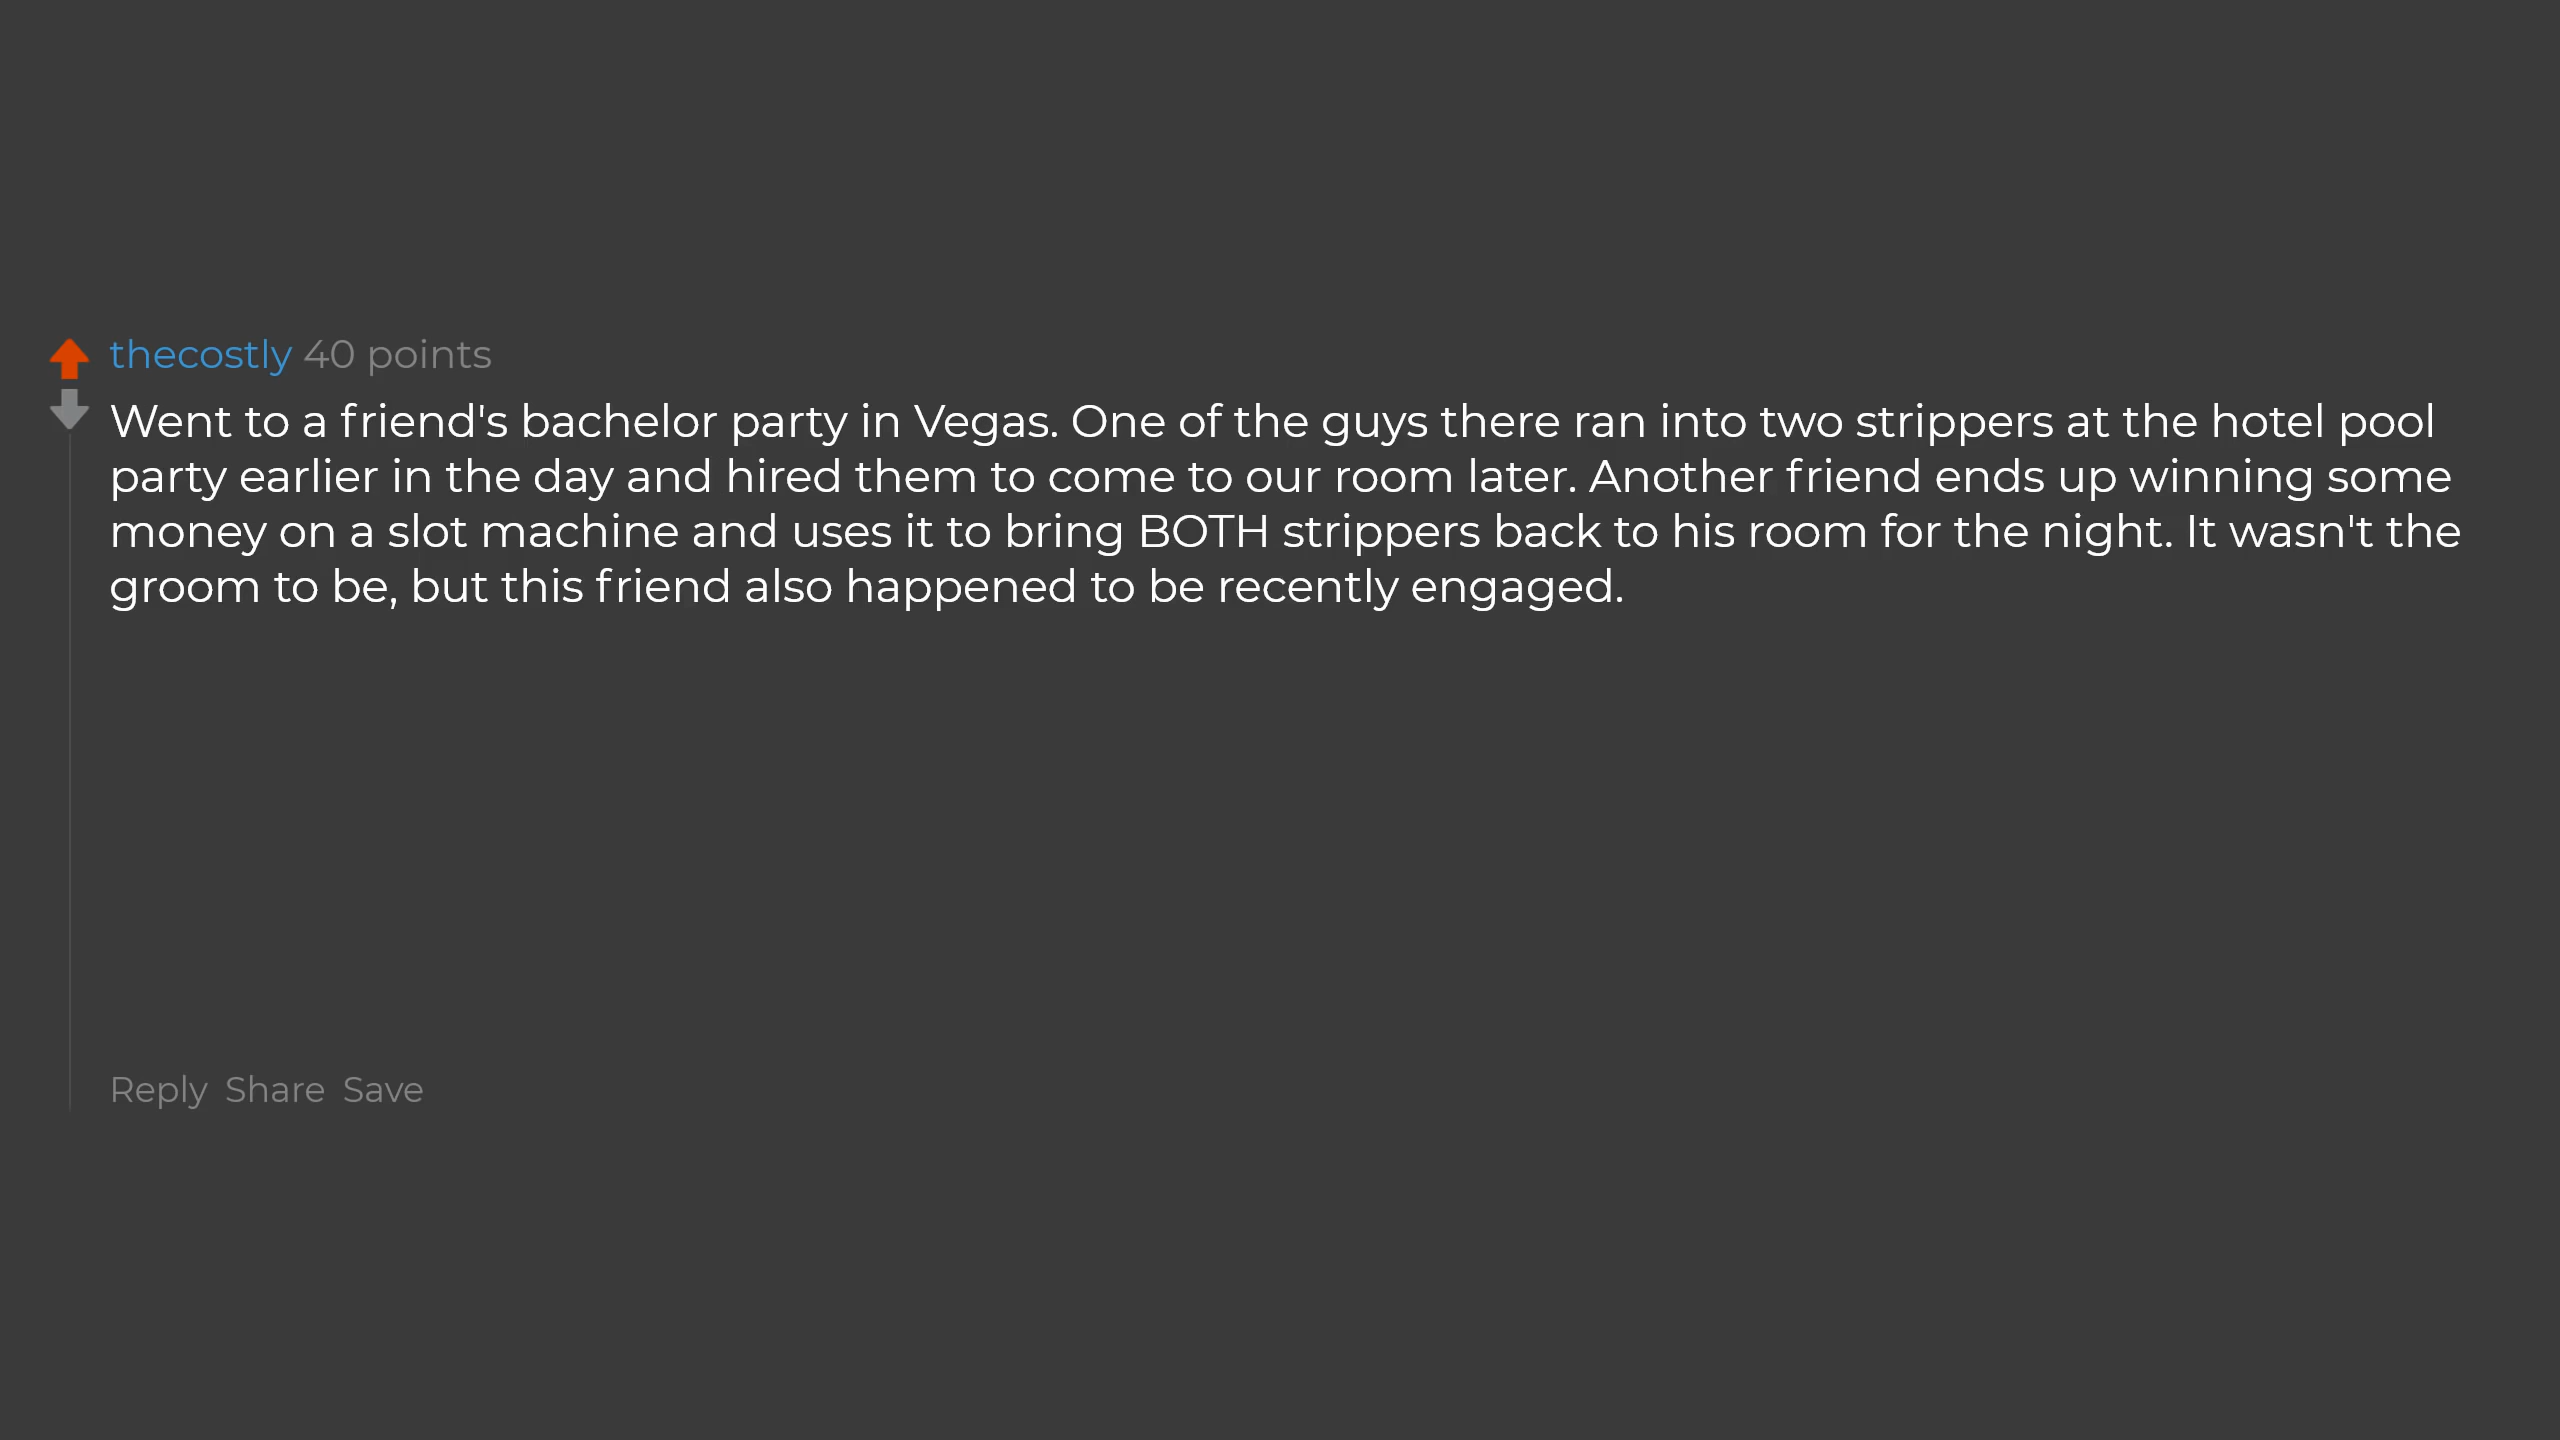 thecostly 40 points
Went to a friend's bachelor party in Vegas. One of the guys there ran into two strippers at the hotel pool
party earlier in the day and hired them to come to our room later. Another friend ends up winning some
money on a slot machine and uses it to bring BOTH strippers back to his room for the night. It wasn't the
groom to be, but this friend also happened to be recently engaged.
Reply Share Save